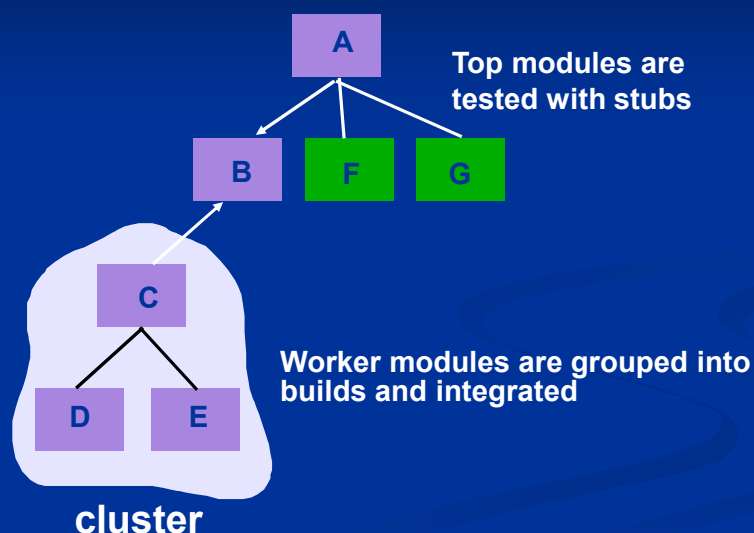 A
Top modules are
tested with stubs
B
F
G
C
Worker modules are grouped into
builds and integrated
D
E
cluster